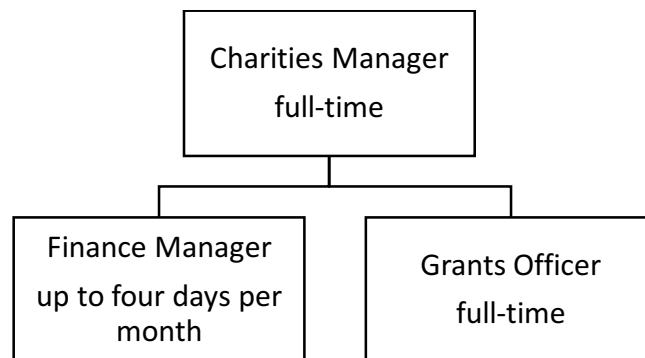 Charities Manager
full-time
Finance Manager
up to four days per
month
Grants Officer
full-time